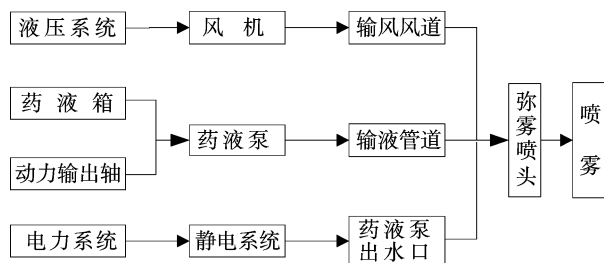 液压系统
风机
输风风道
药液箱
动力输出轴
药液泵
输液管道
弥雾喷头
喷雾
电力系统
静电系统
药液泵
出水口